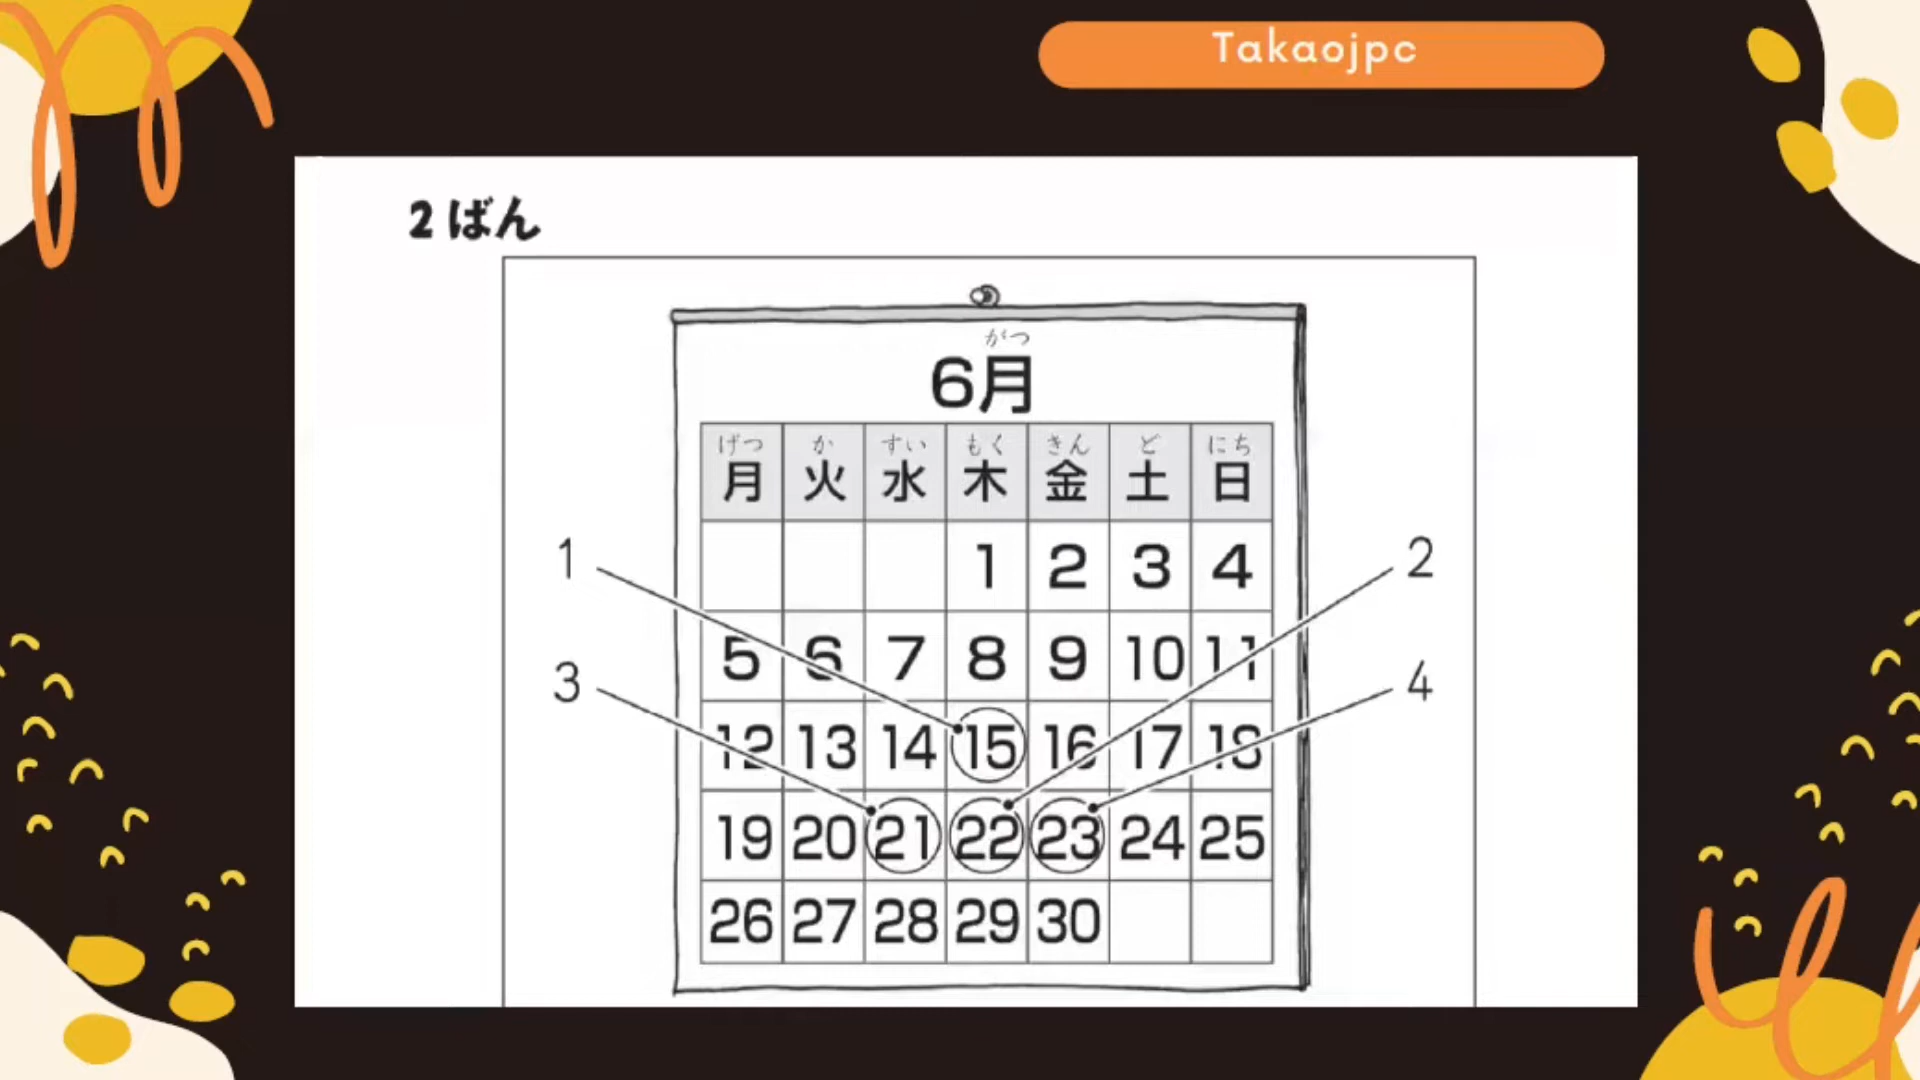 Takaojpc
2 ばん
がつ
6月
げつ か すい もく きん ど にち
月 火 水 木 金 土 日
1 2 3 4
1 2
5 6 7 8 9 10 11
3 4
12 13 14 15 16 17 18
19 20 21 22 23 24 25
26 27 28 29 30